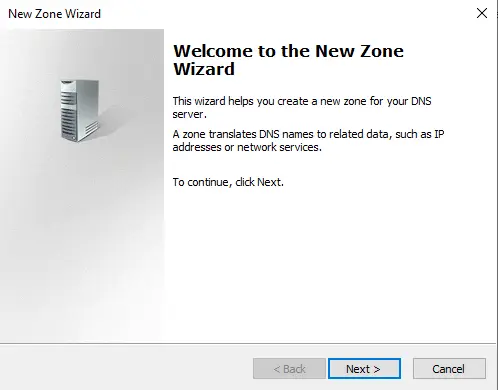 New Zone Wizard
Welcome to the New Zone
Wizard
This wizard helps you create a new zone for your DNS
server.
A zone translates DNS names to related data, such as IP
addresses or network services.
To continue, click Next.
< Back
Next >
Cancel